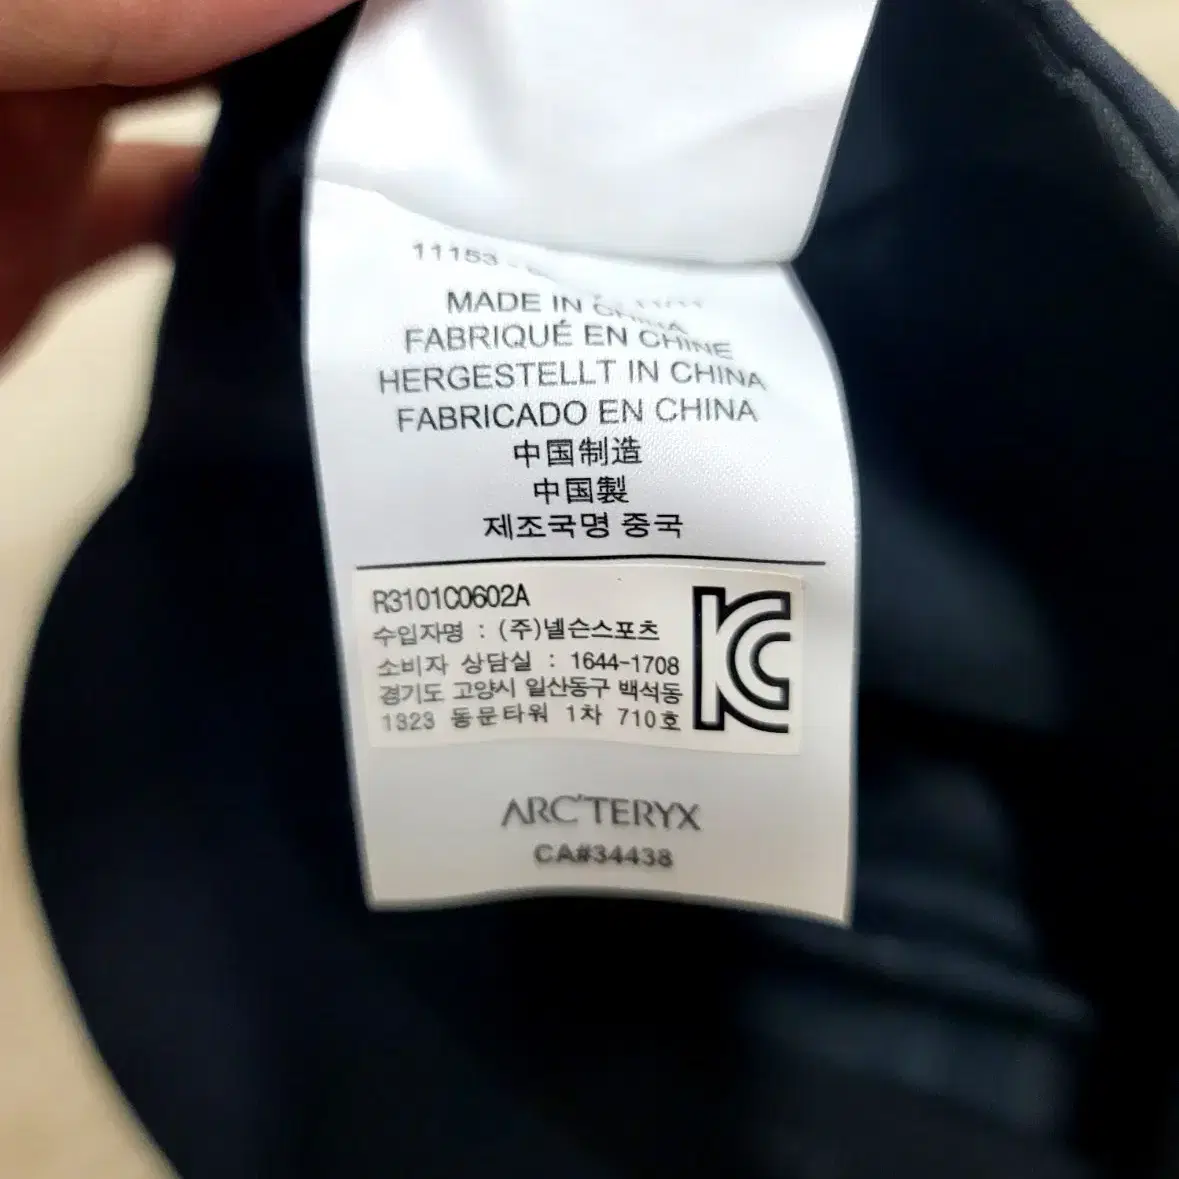 11153
MADE IN CHINA
FABRIQUÉ EN CHINE
HERGESTELLT IN CHINA
FABRICADO EN CHINA
中国制造
中国製
제조국명 중국
R3101C0602A
수입자명 : (주)넬슨스포츠
소비자 상담실 : 1644-1708
경기도 고양시 일산동구 백석동
1323 동문타워 1차 710호
KC
ARC'TERYX
CA#34438